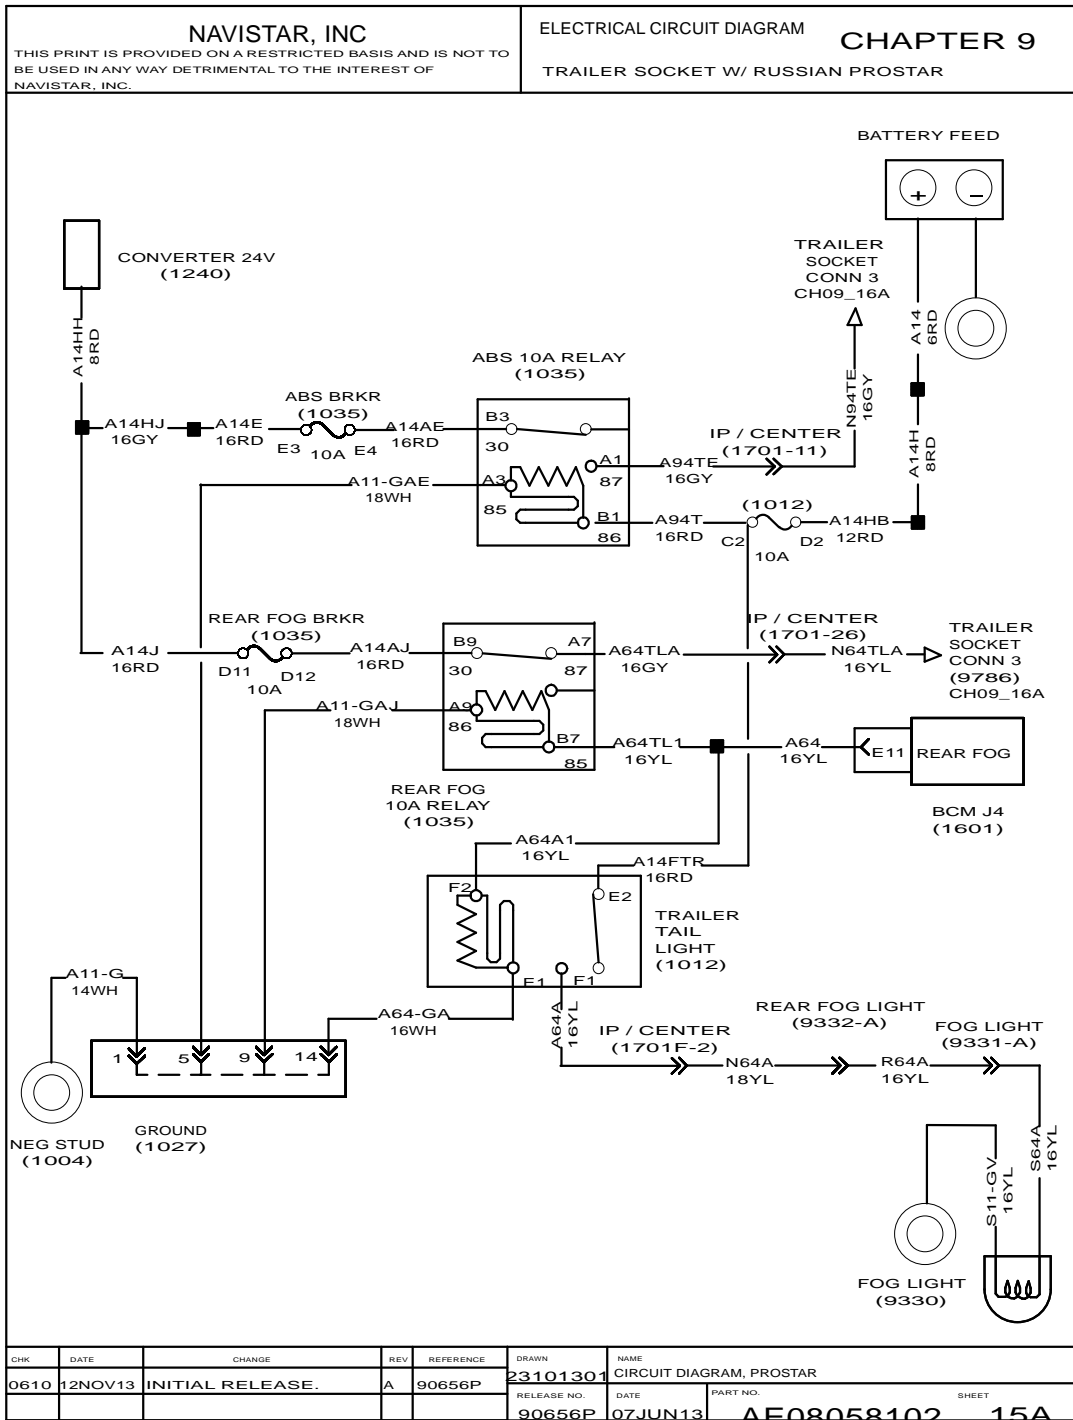 NAVISTAR, INC
THIS PRINT IS PROVIDED ON A RESTRICTED BASIS AND IS NOT TO
BE USED IN ANY WAY DETRIMENTAL TO THE INTEREST OF
NAVISTAR, INC.
ELECTRICAL CIRCUIT DIAGRAM
CHAPTER 9
TRAILER SOCKET W/ RUSSIAN PROSTAR
BATTERY FEED
+ −
TRAILER
SOCKET
CONN 3
CH09_16A
CONVERTER 24V
(1240)
A14HH
8RD
A14
6RD
ABS 10A RELAY
(1035)
N94TE
16GY
ABS BRKR
(1035)
A14HJ
16GY
A14E
16RD
E3
10A
E4
A14AE
16RD
B3
30
IP / CENTER
(1701-11)
A14H
8RD
A1
87
A94TE
16GY
A11-GAE
18WH
A3
85
B1
86
A94T
16RD
(1012)
C2
10A
D2
A14HB
12RD
REAR FOG BRKR
(1035)
A14J
16RD
D11
10A
D12
A14AJ
16RD
B9
30
A7
87
A64TLA
16GY
IP / CENTER
(1701-26)
N64TLA
16YL
TRAILER
SOCKET
CONN 3
(9786)
CH09_16A
A11-GAJ
18WH
A9
86
B7
85
A64TL1
16YL
A64
16YL
E11
REAR FOG
BCM J4
(1601)
REAR FOG
10A RELAY
(1035)
A64A1
16YL
A14FTR
16RD
F2
E2
E1
F1
TRAILER
TAIL
LIGHT
(1012)
A11-G
14WH
A64-GA
16WH
A64A
16YL
IP / CENTER
(1701F-2)
REAR FOG LIGHT
(9332-A)
FOG LIGHT
(9331-A)
N64A
18YL
R64A
16YL
1
5
9
14
NEG STUD
(1004)
GROUND
(1027)
S11-GV
16YL
S64A
16YL
FOG LIGHT
(9330)
CHK DATE CHANGE REV REFERENCE
0610 12NOV13 INITIAL RELEASE. A 90656P
DRAWN
23101301
NAME
CIRCUIT DIAGRAM, PROSTAR
RELEASE NO. DATE PART NO. SHEET
90656P 07JUN13 AE08058102 15A